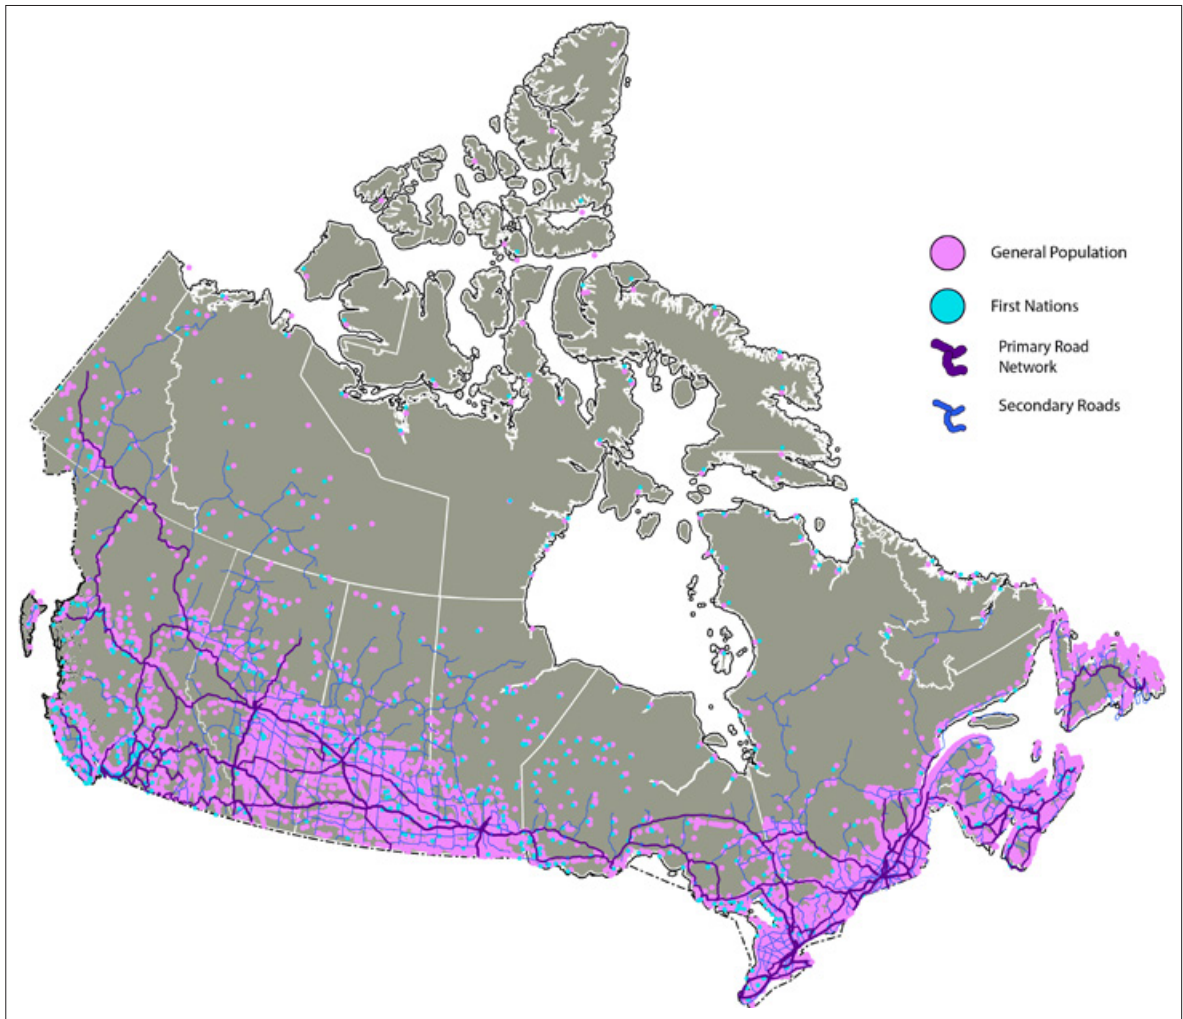 General Population
First Nations
Primary Road
Network
Secondary Roads